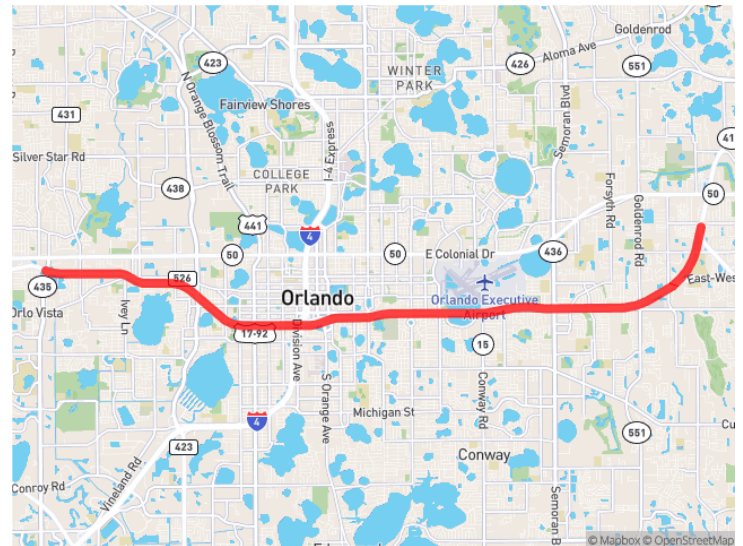 Goldenrod
Aloma Ave
426
551
423
WINTER
PARK
N Orange Blossom Trail
Fairview Shores
I-4 Express
Semoran Blvd
431
41
Silver Star Rd
COLLEGE
PARK
438
Forsyth Rd
Goldenrod Rd
50
441
4
50
50
E Colonial Dr
436
526
435
Orlando
Orlando Executive
Airport
East-Wes
Orlo Vista
Ivey Ln
17-92
Division Ave
15
S Orange Ave
Conway Rd
Michigan St
4
423
551
Cu
Vineland Rd
Conway
Conroy Rd
Semoran B
© Mapbox © OpenStreetMap